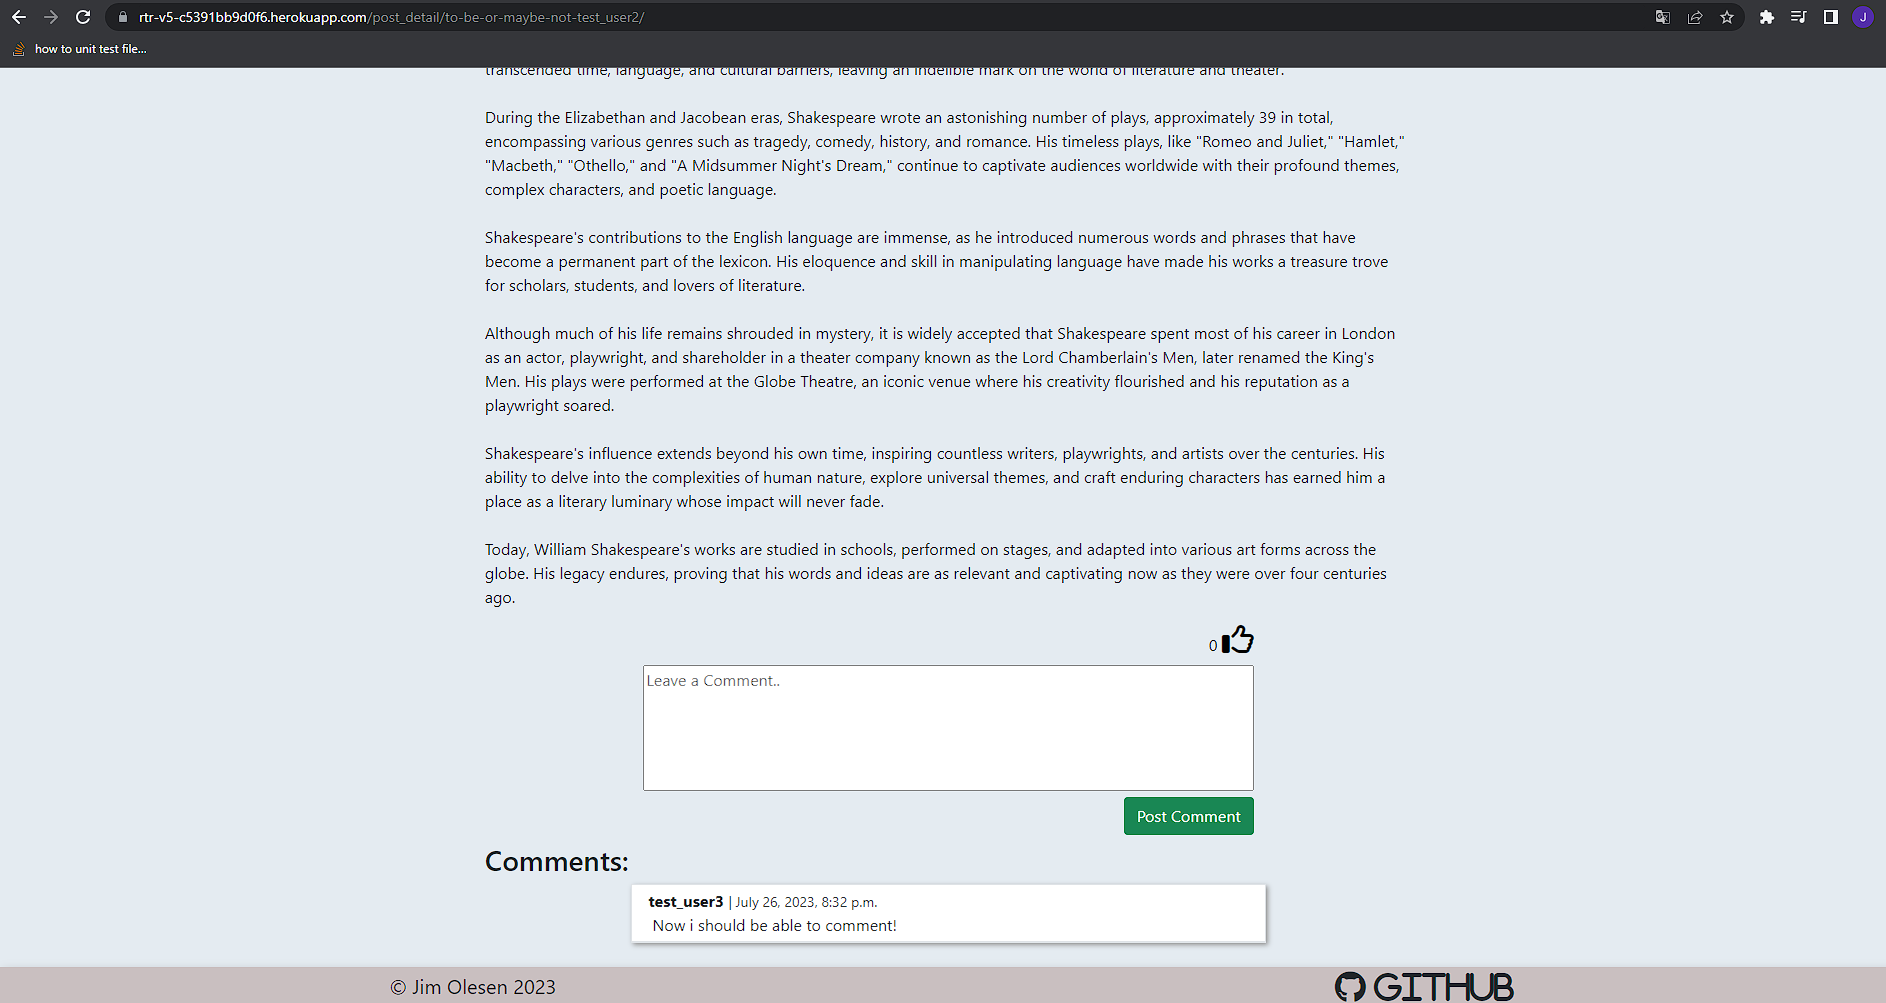 rtr-v5-c5391bb9d0f6.herokuapp.com/post_detail/to-be-or-maybe-not-test_user2/
J
how to unit test file...
transcended time, language, and cultural barriers, leaving an indelible mark on the world of literature and theater.
During the Elizabethan and Jacobean eras, Shakespeare wrote an astonishing number of plays, approximately 39 in total,
encompassing various genres such as tragedy, comedy, history, and romance. His timeless plays, like "Romeo and Juliet," "Hamlet,"
"Macbeth," "Othello," and "A Midsummer Night's Dream," continue to captivate audiences worldwide with their profound themes,
complex characters, and poetic language.
Shakespeare's contributions to the English language are immense, as he introduced numerous words and phrases that have
become a permanent part of the lexicon. His eloquence and skill in manipulating language have made his works a treasure trove
for scholars, students, and lovers of literature.
Although much of his life remains shrouded in mystery, it is widely accepted that Shakespeare spent most of his career in London
as an actor, playwright, and shareholder in a theater company known as the Lord Chamberlain's Men, later renamed the King's
Men. His plays were performed at the Globe Theatre, an iconic venue where his creativity flourished and his reputation as a
playwright soared.
Shakespeare's influence extends beyond his own time, inspiring countless writers, playwrights, and artists over the centuries. His
ability to delve into the complexities of human nature, explore universal themes, and craft enduring characters has earned him a
place as a literary luminary whose impact will never fade.
Today, William Shakespeare's works are studied in schools, performed on stages, and adapted into various art forms across the
globe. His legacy endures, proving that his words and ideas are as relevant and captivating now as they were over four centuries
ago.
0
Leave a Comment..
Post Comment
Comments:
test_user3 | July 26, 2023, 8:32 p.m.
Now i should be able to comment!
© Jim Olesen 2023
GITHUB